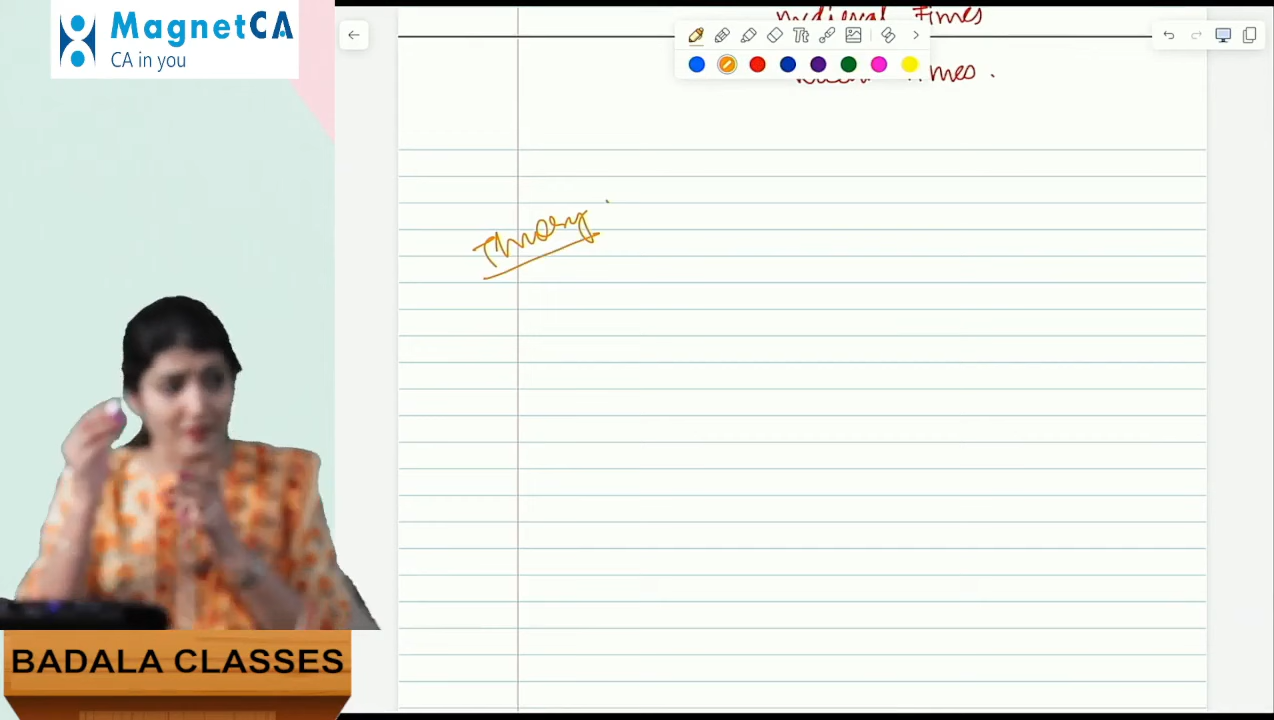 MagnetCA
CA in you
medieval Times
Times.
Theory
BADALA CLASSES